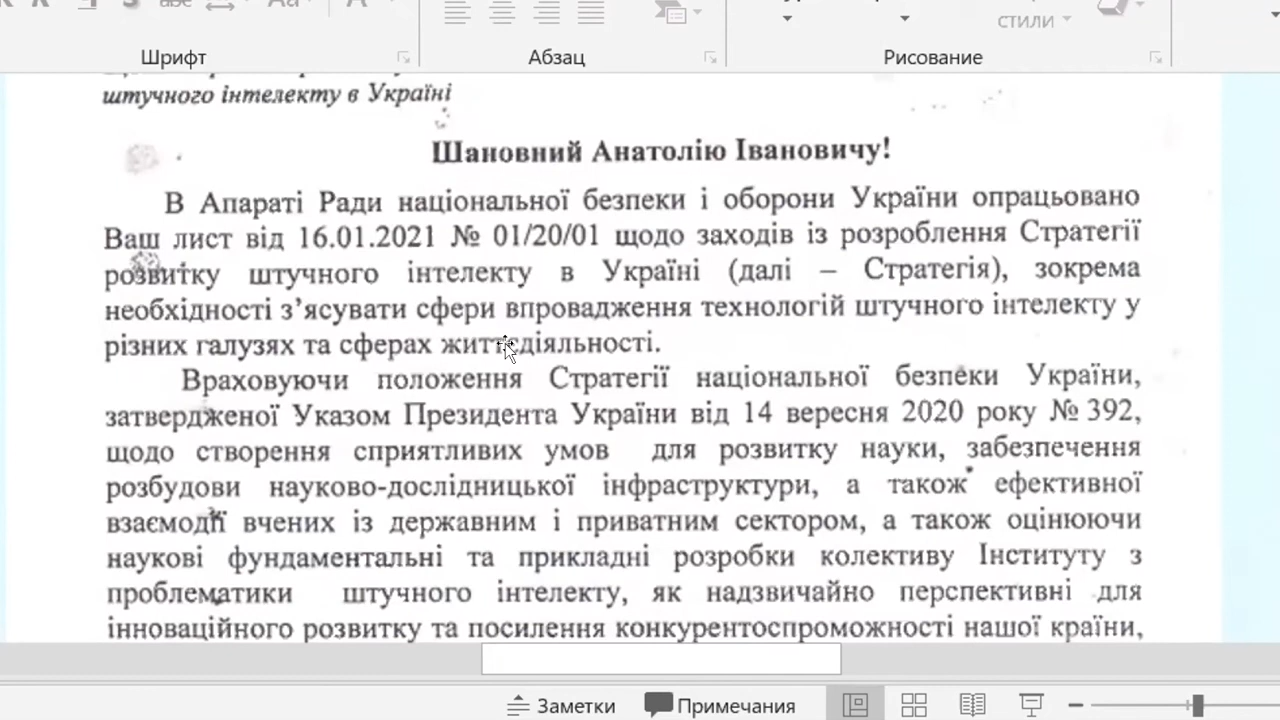 Шрифт
Абзац
Рисование
стили
штучного інтелекту в Україні
Шановний Анатолію Івановичу!
В Апараті Ради національної безпеки і оборони України опрацьовано
Ваш лист від 16.01.2021 № 01/20/01 щодо заходів із розроблення Стратегії
розвитку штучного інтелекту в Україні (далі – Стратегія), зокрема
необхідності з’ясувати сфери впровадження технологій штучного інтелекту у
різних галузях та сферах життєдіяльності.
Враховуючи положення Стратегії національної безпеки України,
затвердженої Указом Президента України від 14 вересня 2020 року № 392,
щодо створення сприятливих умов для розвитку науки, забезпечення
розбудови науково-дослідницької інфраструктури, а також ефективної
взаємодії вчених із державним і приватним сектором, а також оцінюючи
наукові фундаментальні та прикладні розробки колективу Інституту з
проблематики штучного інтелекту, як надзвичайно перспективні для
інноваційного розвитку та посилення конкурентоспроможності нашої країни,
Заметки
Примечания